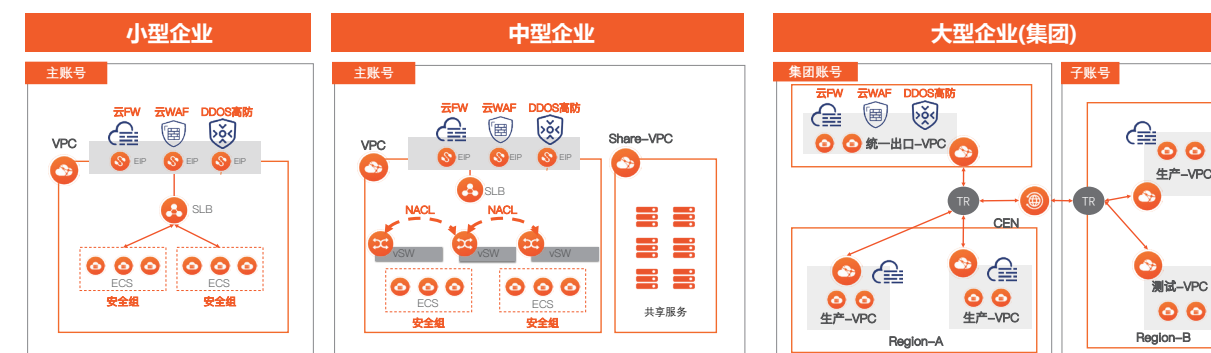 小型企业
主账号
云FW 云WAF DDOS高防
VPC
EIP EIP EIP
SLB
ECS ECS
安全组 安全组
中型企业
主账号
云FW 云WAF DDOS高防
VPC
EIP EIP EIP
SLB
NACL NACL
vSW vSW vSW
ECS ECS
安全组 安全组
Share-VPC
共享服务
大型企业(集团)
集团账号
云FW 云WAF DDOS高防
统一出口-VPC
TR
CEN
生产-VPC 生产-VPC
Region-A
子账号
生产-VPC
TR
测试-VPC
Region-B